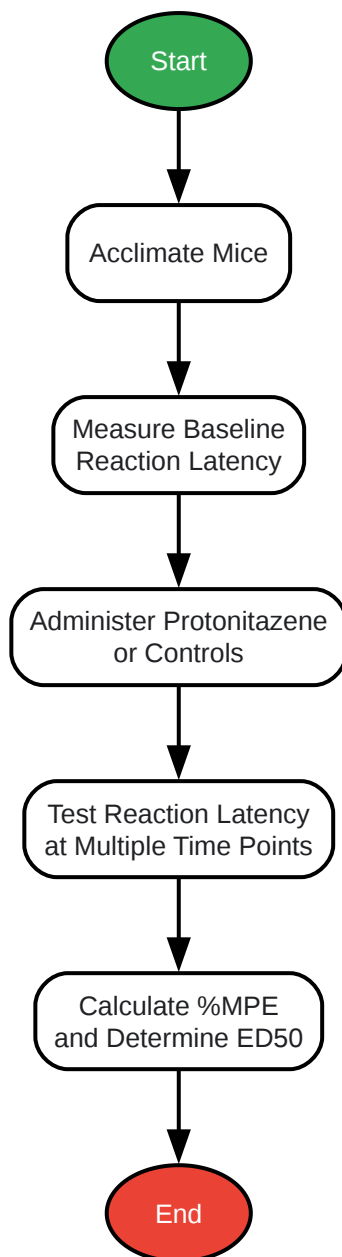 Start
Acclimate Mice
Measure Baseline
Reaction Latency
Administer Protonitazene
or Controls
Test Reaction Latency
at Multiple Time Points
Calculate %MPE
and Determine ED50
End